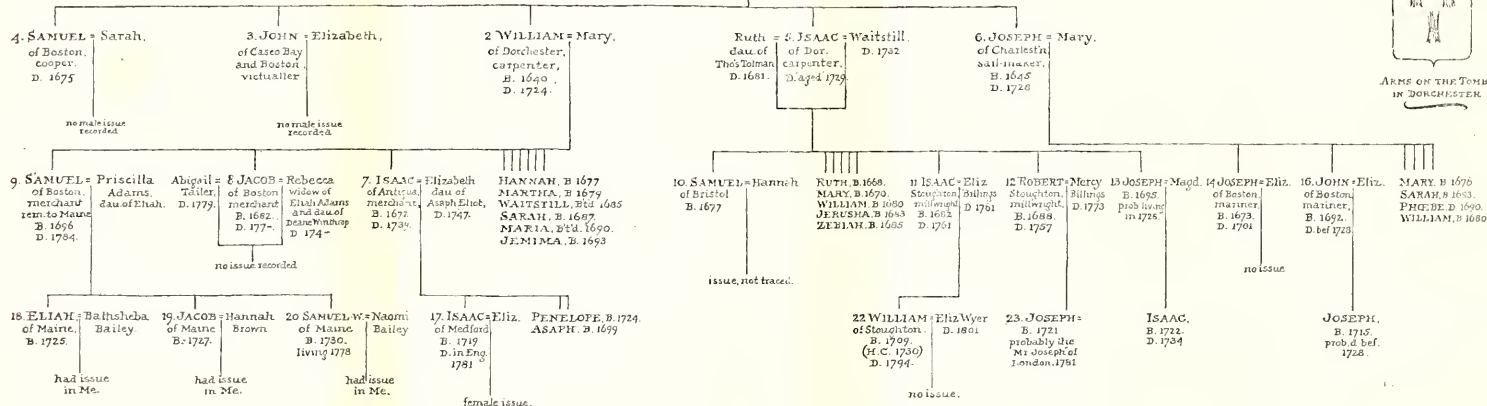 4. SAMUEL = Sarah,
of Boston,
cooper.
D. 1675
no male issue
recorded
3. JOHN = Elizabeth,
of Casco Bay
and Boston
victualler
no male issue
recorded
2 WILLIAM = Mary,
of Dorchester,
carpenter,
B. 1640
D. 1724.
Ruth = 5. ISAAC = Waitstill,
dau. of
Tho's Tolman
D. 1681.
of Dor.
carpenter,
D. aged 1729
D. 1732
6. JOSEPH = Mary,
of Charlest'n
sail-maker,
B. 1645
D. 1728
ARMS ON THE TOMB
IN DORCHESTER
9. SAMUEL = Priscilla
of Boston,
merchant
rem. to Maine
B. 1696
D. 1784.
Adams,
dau. of Eliah.
Abigail = 8 JACOB = Rebecca
Tailer,
D. 1779.
of Boston
merchant
B. 1682.
D. 177-
widow of
Eliah Adams
and dau of
Deane Winthrop
D 174-
no issue recorded
7. ISAAC = Elizabeth
of Antigua,
merchant
B. 1672
D. 1739.
dau of
Asaph Eliot,
D. 1747.
HANNAH, B 1677
MARTHA, B 1679
WAITSTILL, B't'd 1685
SARAH, B. 1687.
MARIA, B't'd. 1690.
JEMIMA, B. 1693
10. SAMUEL = Hannah
of Bristol
B. 1677
issue, not traced.
RUTH, B. 1668.
MARY, B. 1670.
WILLIAM, B 1680
JERUSHA, B 1683
ZEBIAH, B. 1685
11 ISAAC = Eliz
Stoughton,
millwright
B. 1682
D. 1761
Billings
D 1761
12 ROBERT = Mercy
Stoughton,
millwright,
B. 1688.
D. 1757
Billings
D. 1773
13 JOSEPH = Magd.
B. 1695.
prob living
in 1728.
14 JOSEPH = Eliz.
of Boston
mariner,
B. 1673.
D. 1701
no issue
16. JOHN = Eliz.
of Boston
mariner,
B. 1692.
D. bef 1728
MARY, B 1676
SARAH, B 1683.
PHOEBE, D 1690.
WILLIAM, B 1680
18. ELIAH = Bathsheba
of Maine,
B. 1725.
Bailey.
had issue
in Me.
19. JACOB = Hannah
of Maine
B. 1727.
Brown
had issue
in Me.
20 SAMUEL W. = Naomi
of Maine
B. 1730.
living 1778
Bailey
had issue
in Me.
17. ISAAC = Eliz.
of Medford
B. 1719
D. in Eng.
1781
female issue.
PENELOPE, B. 1724.
ASAPH. B. 1699
22 WILLIAM = Eliz Wyer
of Stoughton.
B. 1709.
(H.C. 1730)
D. 1794.
D. 1801
no issue.
23. JOSEPH =
B. 1721
probably the
Mr Joseph of
London. 1781
ISAAC.
B. 1722.
D. 1734
JOSEPH,
B. 1715.
prob. d bef.
1728.